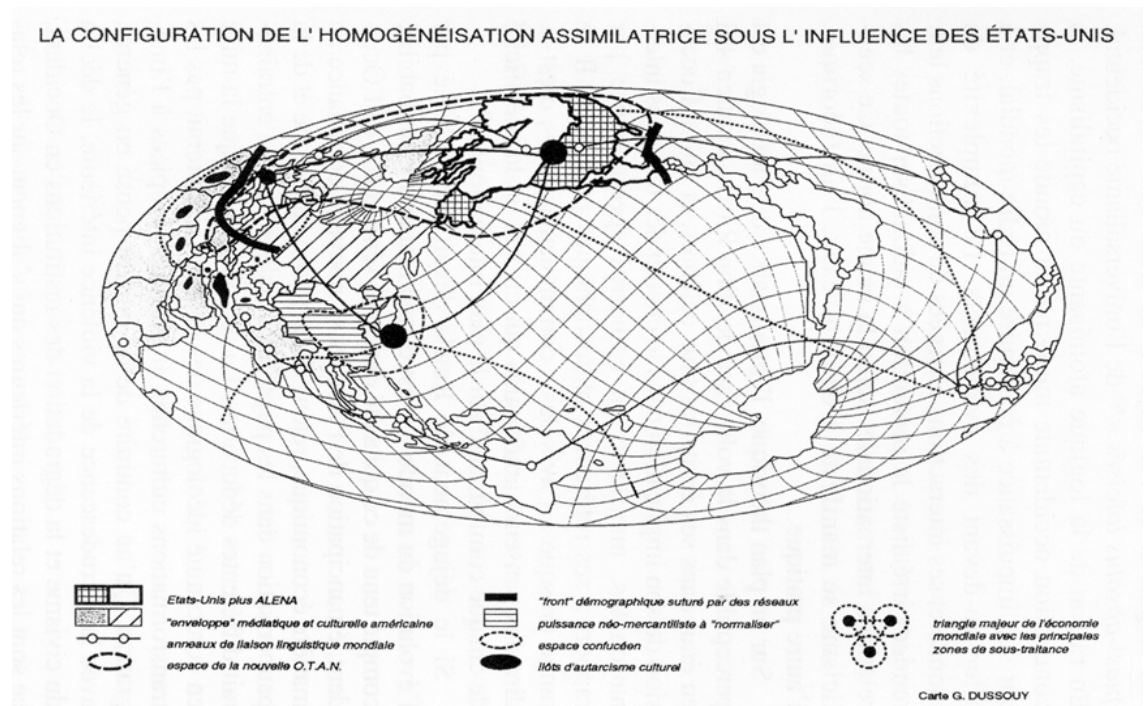 LA CONFIGURATION DE L' HOMOGÉNÉISATION ASSIMILATRICE SOUS L' INFLUENCE DES ÉTATS-UNIS
Etats-Unis plus ALENA
"enveloppe" médiatique et culturelle américaine
anneaux de liaison linguistique mondiale
espace de la nouvelle O.T.A.N.
"front" démographique suturé par des réseaux
puissance néo-mercantiliste à "normaliser"
espace confucéen
îlôts d'autarcisme culturel
triangle majeur de l'économie
mondiale avec les principales
zones de sous-traitance
Carte G. DUSSOUY